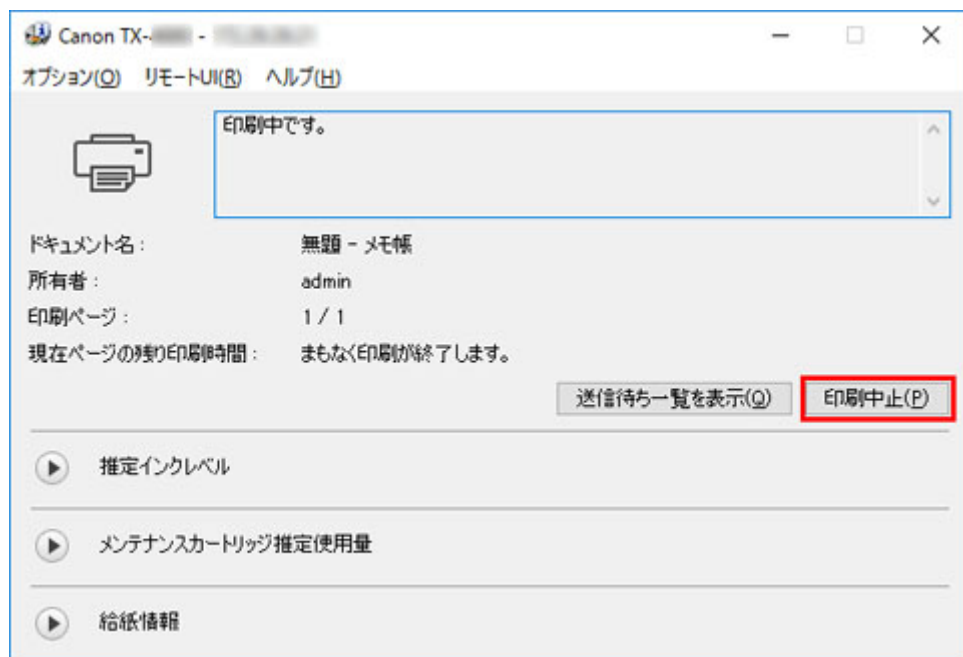 Canon TX- -
オプション(O) リモートUI(R) ヘルプ(H)
印刷中です。
ドキュメント名： 無題 - メモ帳
所有者： admin
印刷ページ： 1 / 1
現在ページの残り印刷時間： まもなく印刷が終了します。
送信待ち一覧を表示(Q) 印刷中止(P)
推定インクレベル
メンテナンスカートリッジ推定使用量
給紙情報